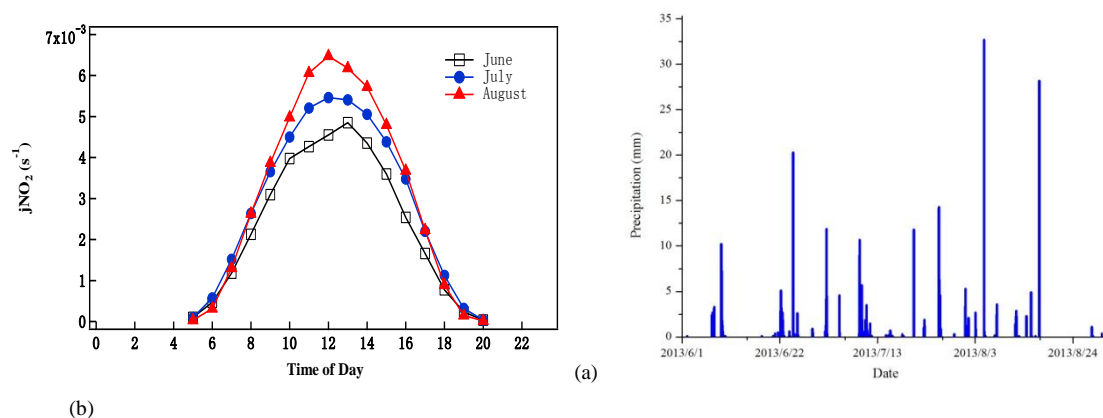 7x10⁻³
6
5
4
3
2
1
0
jNO₂ (s⁻¹)
June
July
August
0 2 4 6 8 10 12 14 16 18 20 22
Time of Day
(a)
35
30
25
20
15
10
5
0
Precipitation (mm)
2013/6/1 2013/6/22 2013/7/13 2013/8/3 2013/8/24
Date
(b)